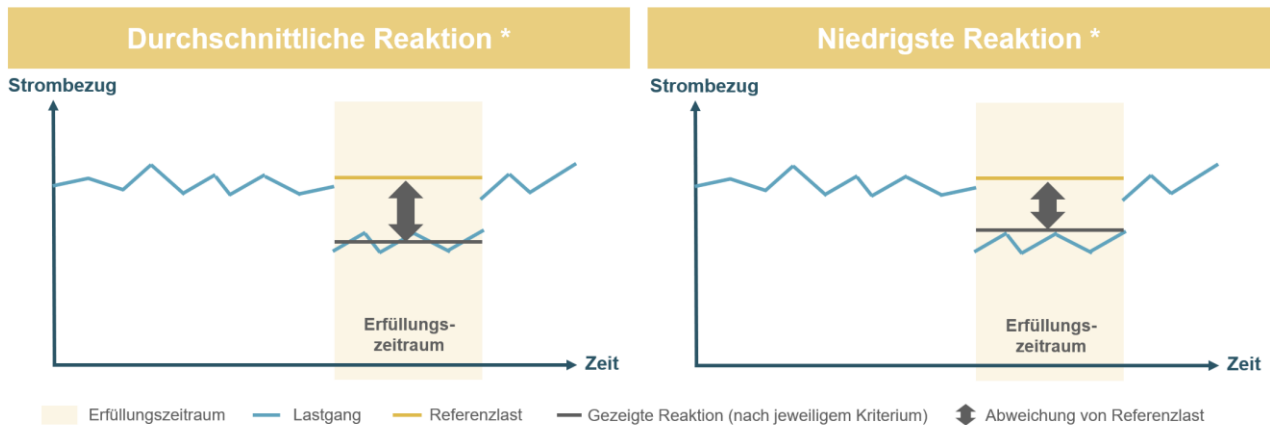 Durchschnittliche Reaktion *
Strombezug
Erfüllungs-
zeitraum
Zeit
Niedrigste Reaktion *
Strombezug
Erfüllungs-
zeitraum
Zeit
Erfüllungszeitraum Lastgang Referenzlast Gezeigte Reaktion (nach jeweiligem Kriterium) Abweichung von Referenzlast